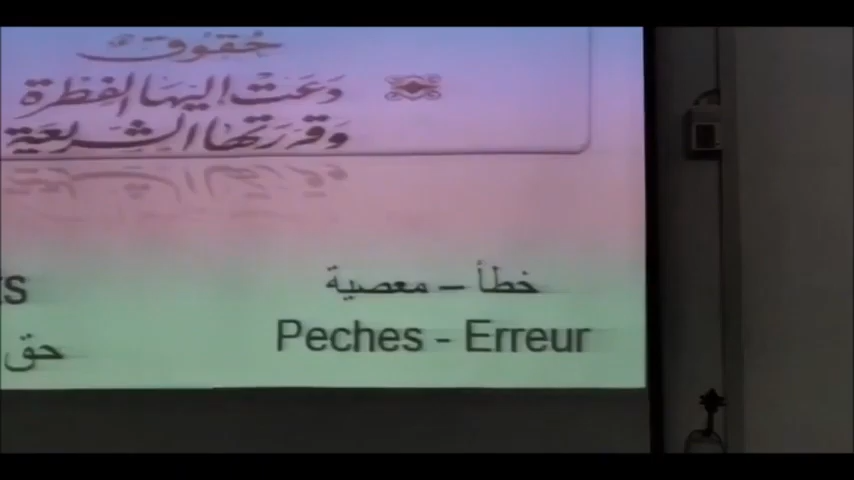 حقوق
دعت إليها الفطرة
وقررتها الشريعة
خطأ – معصية
Peches - Erreur
حق